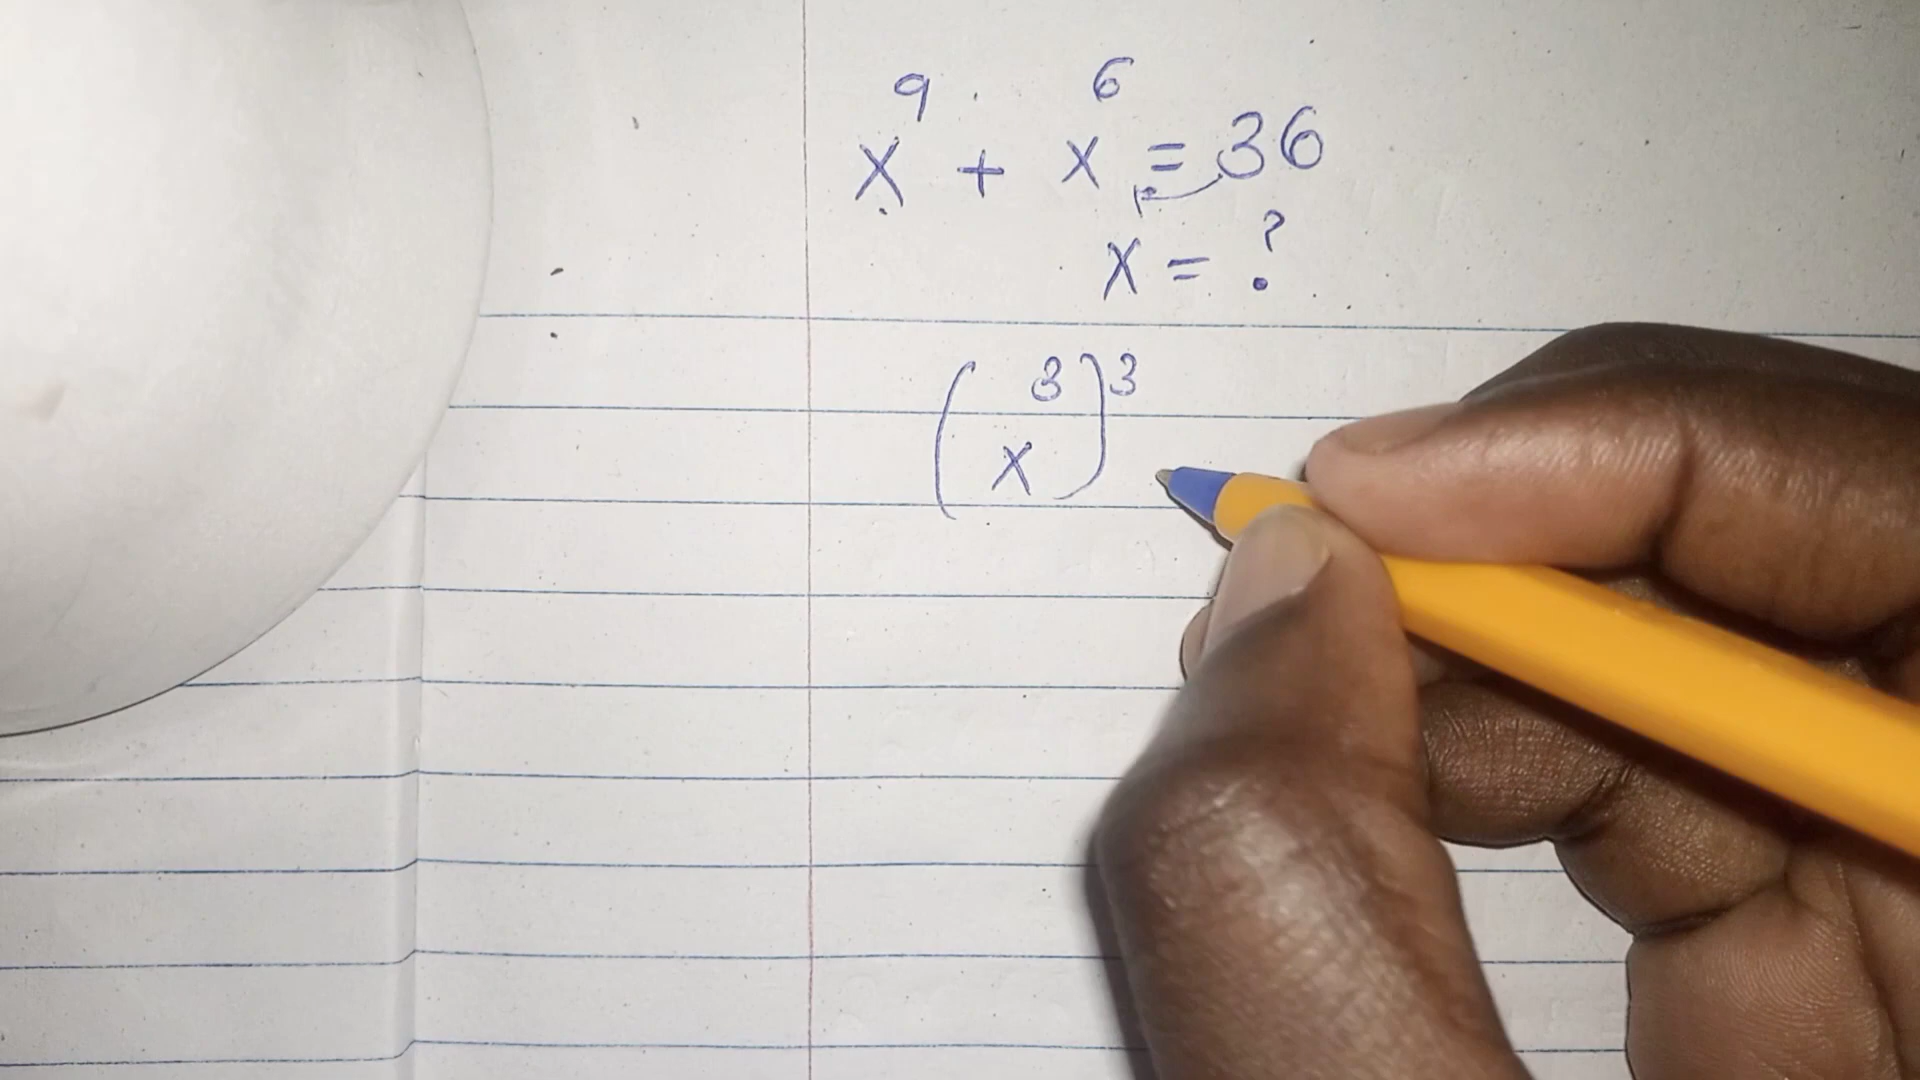 x⁹ + x⁶ = 36
x = ?
(x³)³